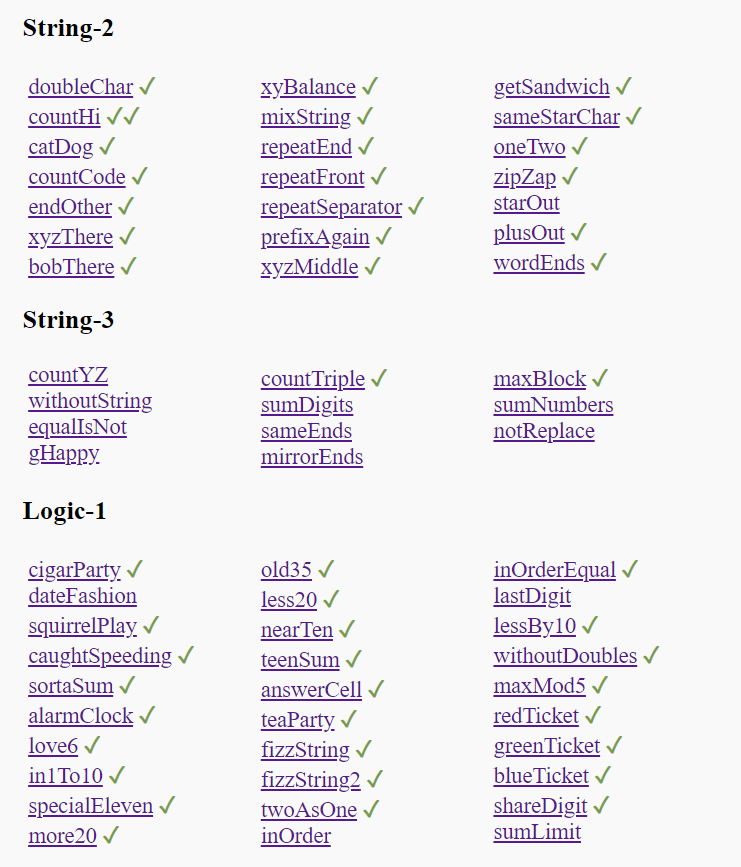 String-2
doubleChar ✓ xyBalance ✓ getSandwich ✓
countHi ✓✓ mixString ✓ sameStarChar ✓
catDog ✓ repeatEnd ✓ oneTwo ✓
countCode ✓ repeatFront ✓ zipZap ✓
endOther ✓ repeatSeparator ✓ starOut
xyzThere ✓ prefixAgain ✓ plusOut ✓
bobThere ✓ xyzMiddle ✓ wordEnds ✓
String-3
countYZ countTriple ✓ maxBlock ✓
withoutString sumDigits sumNumbers
equalIsNot sameEnds notReplace
gHappy mirrorEnds
Logic-1
cigarParty ✓ old35 ✓ inOrderEqual ✓
dateFashion less20 ✓ lastDigit
squirrelPlay ✓ nearTen ✓ lessBy10 ✓
caughtSpeeding ✓ teenSum ✓ withoutDoubles ✓
sortaSum ✓ answerCell ✓ maxMod5 ✓
alarmClock ✓ teaParty ✓ redTicket ✓
love6 ✓ fizzString ✓ greenTicket ✓
in1To10 ✓ fizzString2 ✓ blueTicket ✓
specialEleven ✓ twoAsOne ✓ shareDigit ✓
more20 ✓ inOrder sumLimit